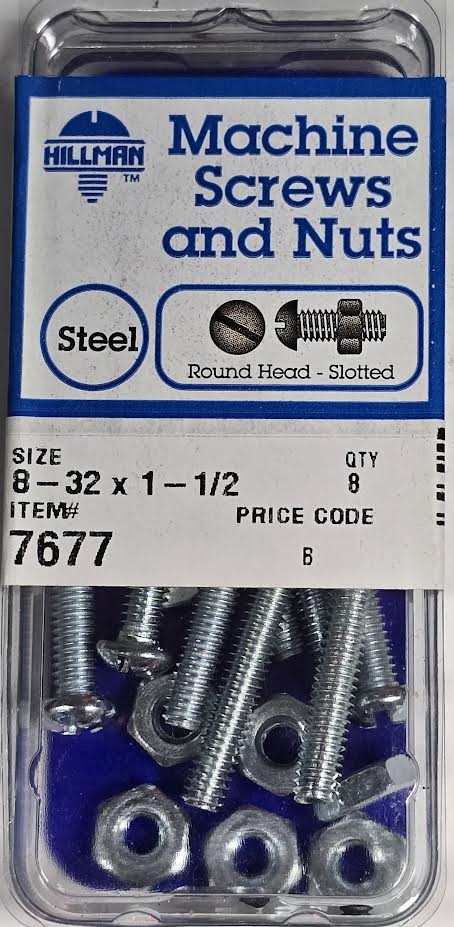 HILLMAN
TM
Machine
Screws
and Nuts
Steel
Round Head - Slotted
SIZE
QTY
8-32 x 1-1/2
8
ITEM#
PRICE CODE
7677
B